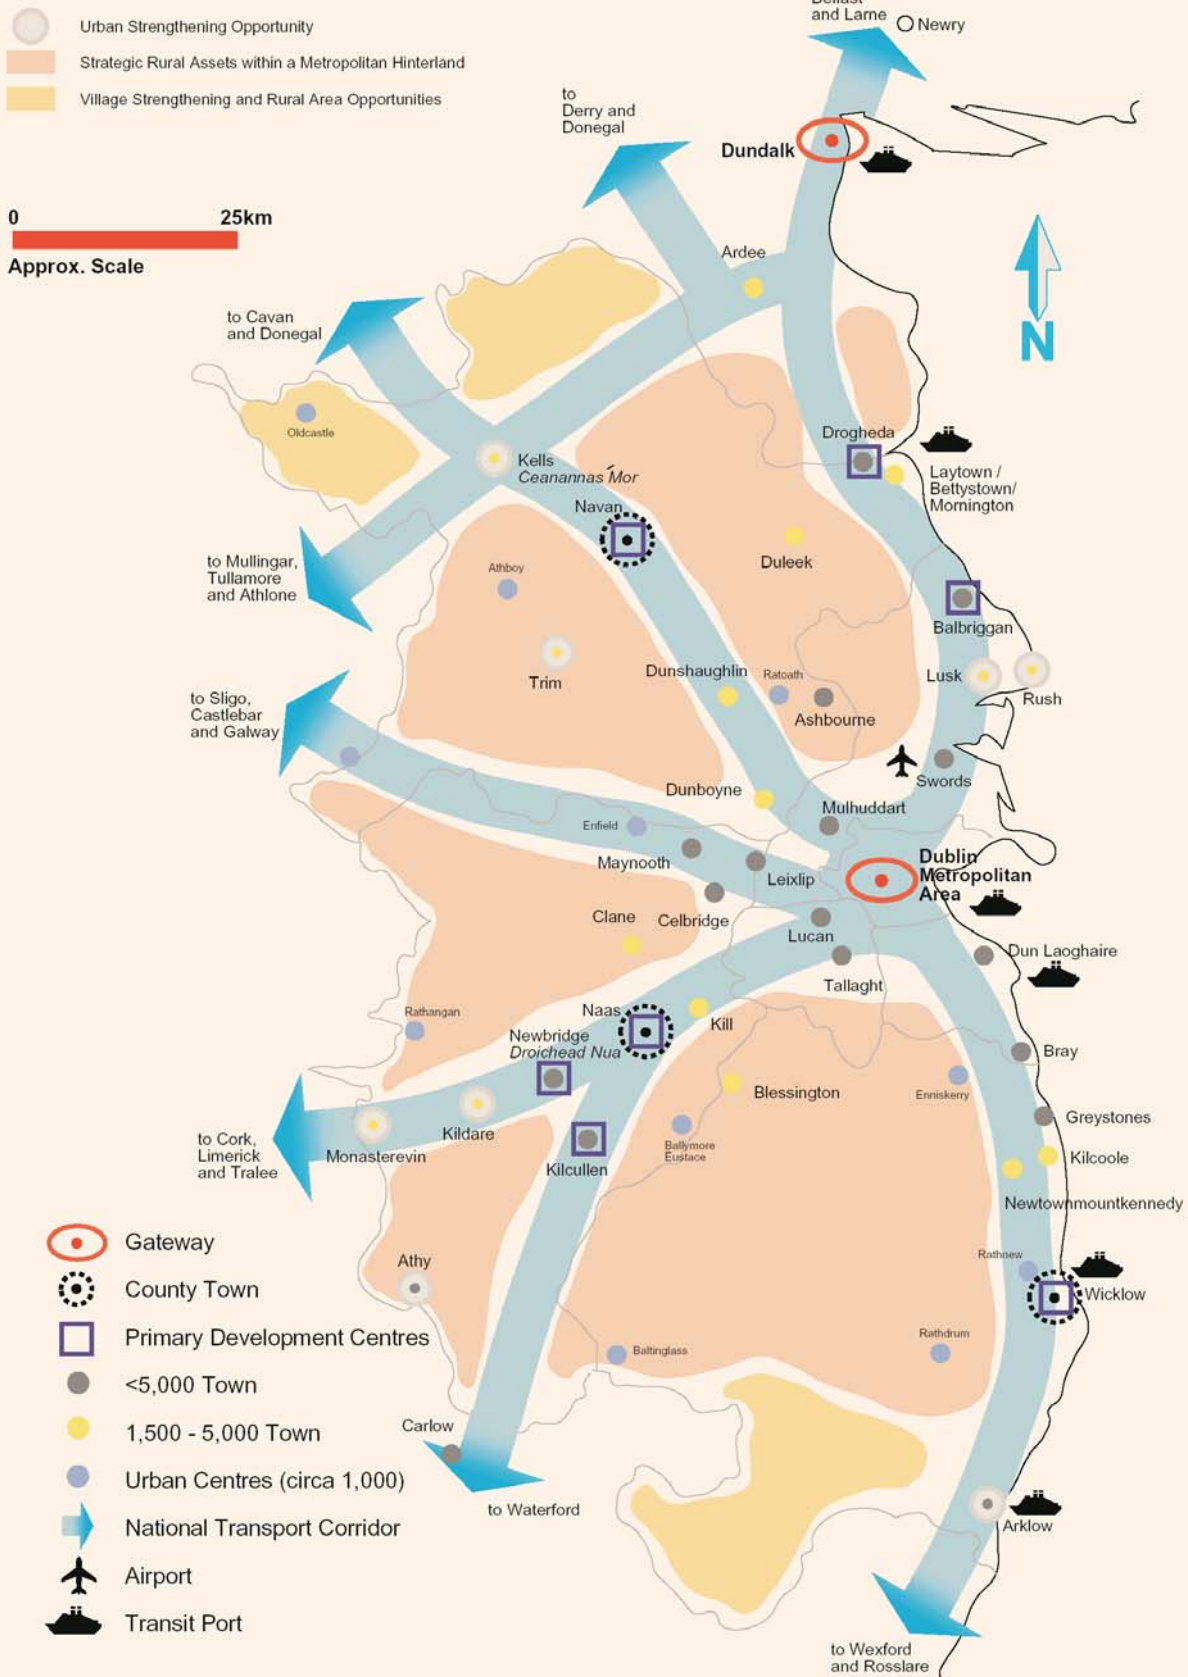 Urban Strengthening Opportunity
Strategic Rural Assets within a Metropolitan Hinterland
Village Strengthening and Rural Area Opportunities
Belfast
and Larne
Newry
to
Derry and
Donegal
Dundalk
0 25km
Approx. Scale
Ardee
to Cavan
and Donegal
N
Oldcastle
Drogheda
Kells
Ceanannas Mór
Laytown /
Bettystown/
Mornington
Navan
to Mullingar,
Tullamore
and Athlone
Athboy
Duleek
Balbriggan
Trim
Dunshaughlin
Ratoath
Ashbourne
Lusk
Rush
to Sligo,
Castlebar
and Galway
Swords
Dunboyne
Mulhuddart
Enfield
Maynooth
Leixlip
Dublin
Metropolitan
Area
Clane
Celbridge
Lucan
Tallaght
Dun Laoghaire
Rathangan
Naas
Kill
Newbridge
Droichead Nua
Bray
Blessington
Enniskerry
Greystones
to Cork,
Limerick
and Tralee
Monasterevin
Kildare
Kilcullen
Ballymore
Eustace
Kilcoole
Newtownmountkennedy
Gateway
County Town
Primary Development Centres
<5,000 Town
1,500 - 5,000 Town
Urban Centres (circa 1,000)
National Transport Corridor
Airport
Transit Port
Athy
Rathnew
Wicklow
Rathdrum
Baltinglass
Carlow
to Waterford
Arklow
to Wexford
and Rosslare